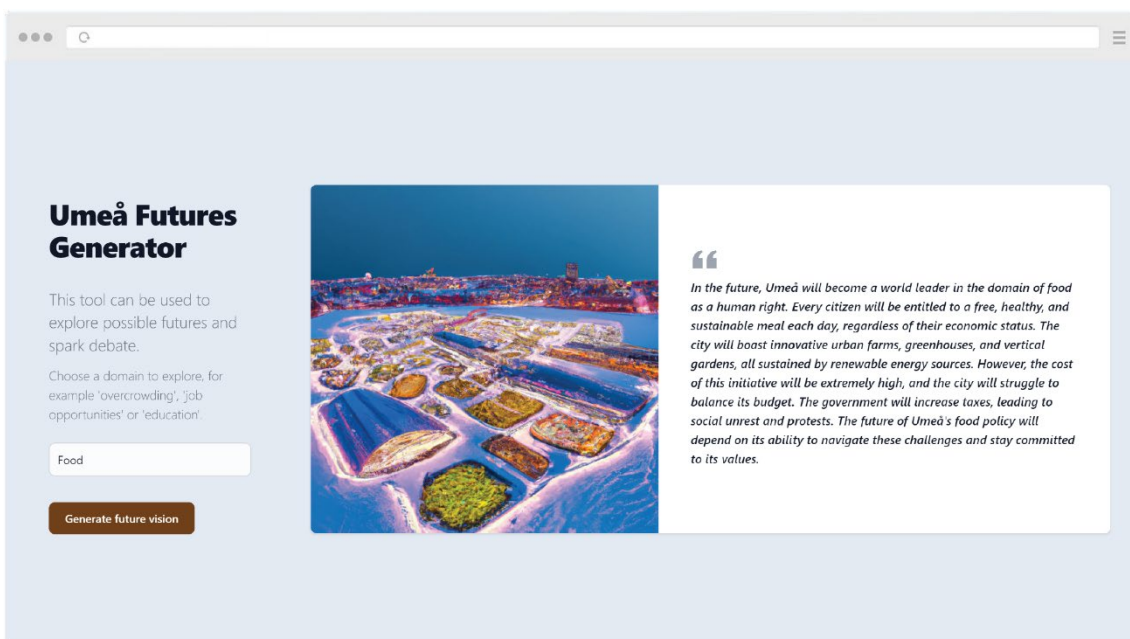 Umeå Futures
Generator
This tool can be used to
explore possible futures and
spark debate.
Choose a domain to explore, for
example 'overcrowding', 'job
opportunities' or 'education'.
Food
Generate future vision
“
In the future, Umeå will become a world leader in the domain of food
as a human right. Every citizen will be entitled to a free, healthy, and
sustainable meal each day, regardless of their economic status. The
city will boast innovative urban farms, greenhouses, and vertical
gardens, all sustained by renewable energy sources. However, the cost
of this initiative will be extremely high, and the city will struggle to
balance its budget. The government will increase taxes, leading to
social unrest and protests. The future of Umeå's food policy will
depend on its ability to navigate these challenges and stay committed
to its values.